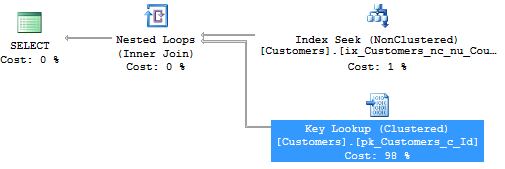 SELECT
Cost: 0 %
Nested Loops
(Inner Join)
Cost: 0 %
Index Seek (NonClustered)
[Customers].[ix_Customers_nc_nu_Cou…
Cost: 1 %
Key Lookup (Clustered)
[Customers].[pk_Customers_c_Id]
Cost: 98 %